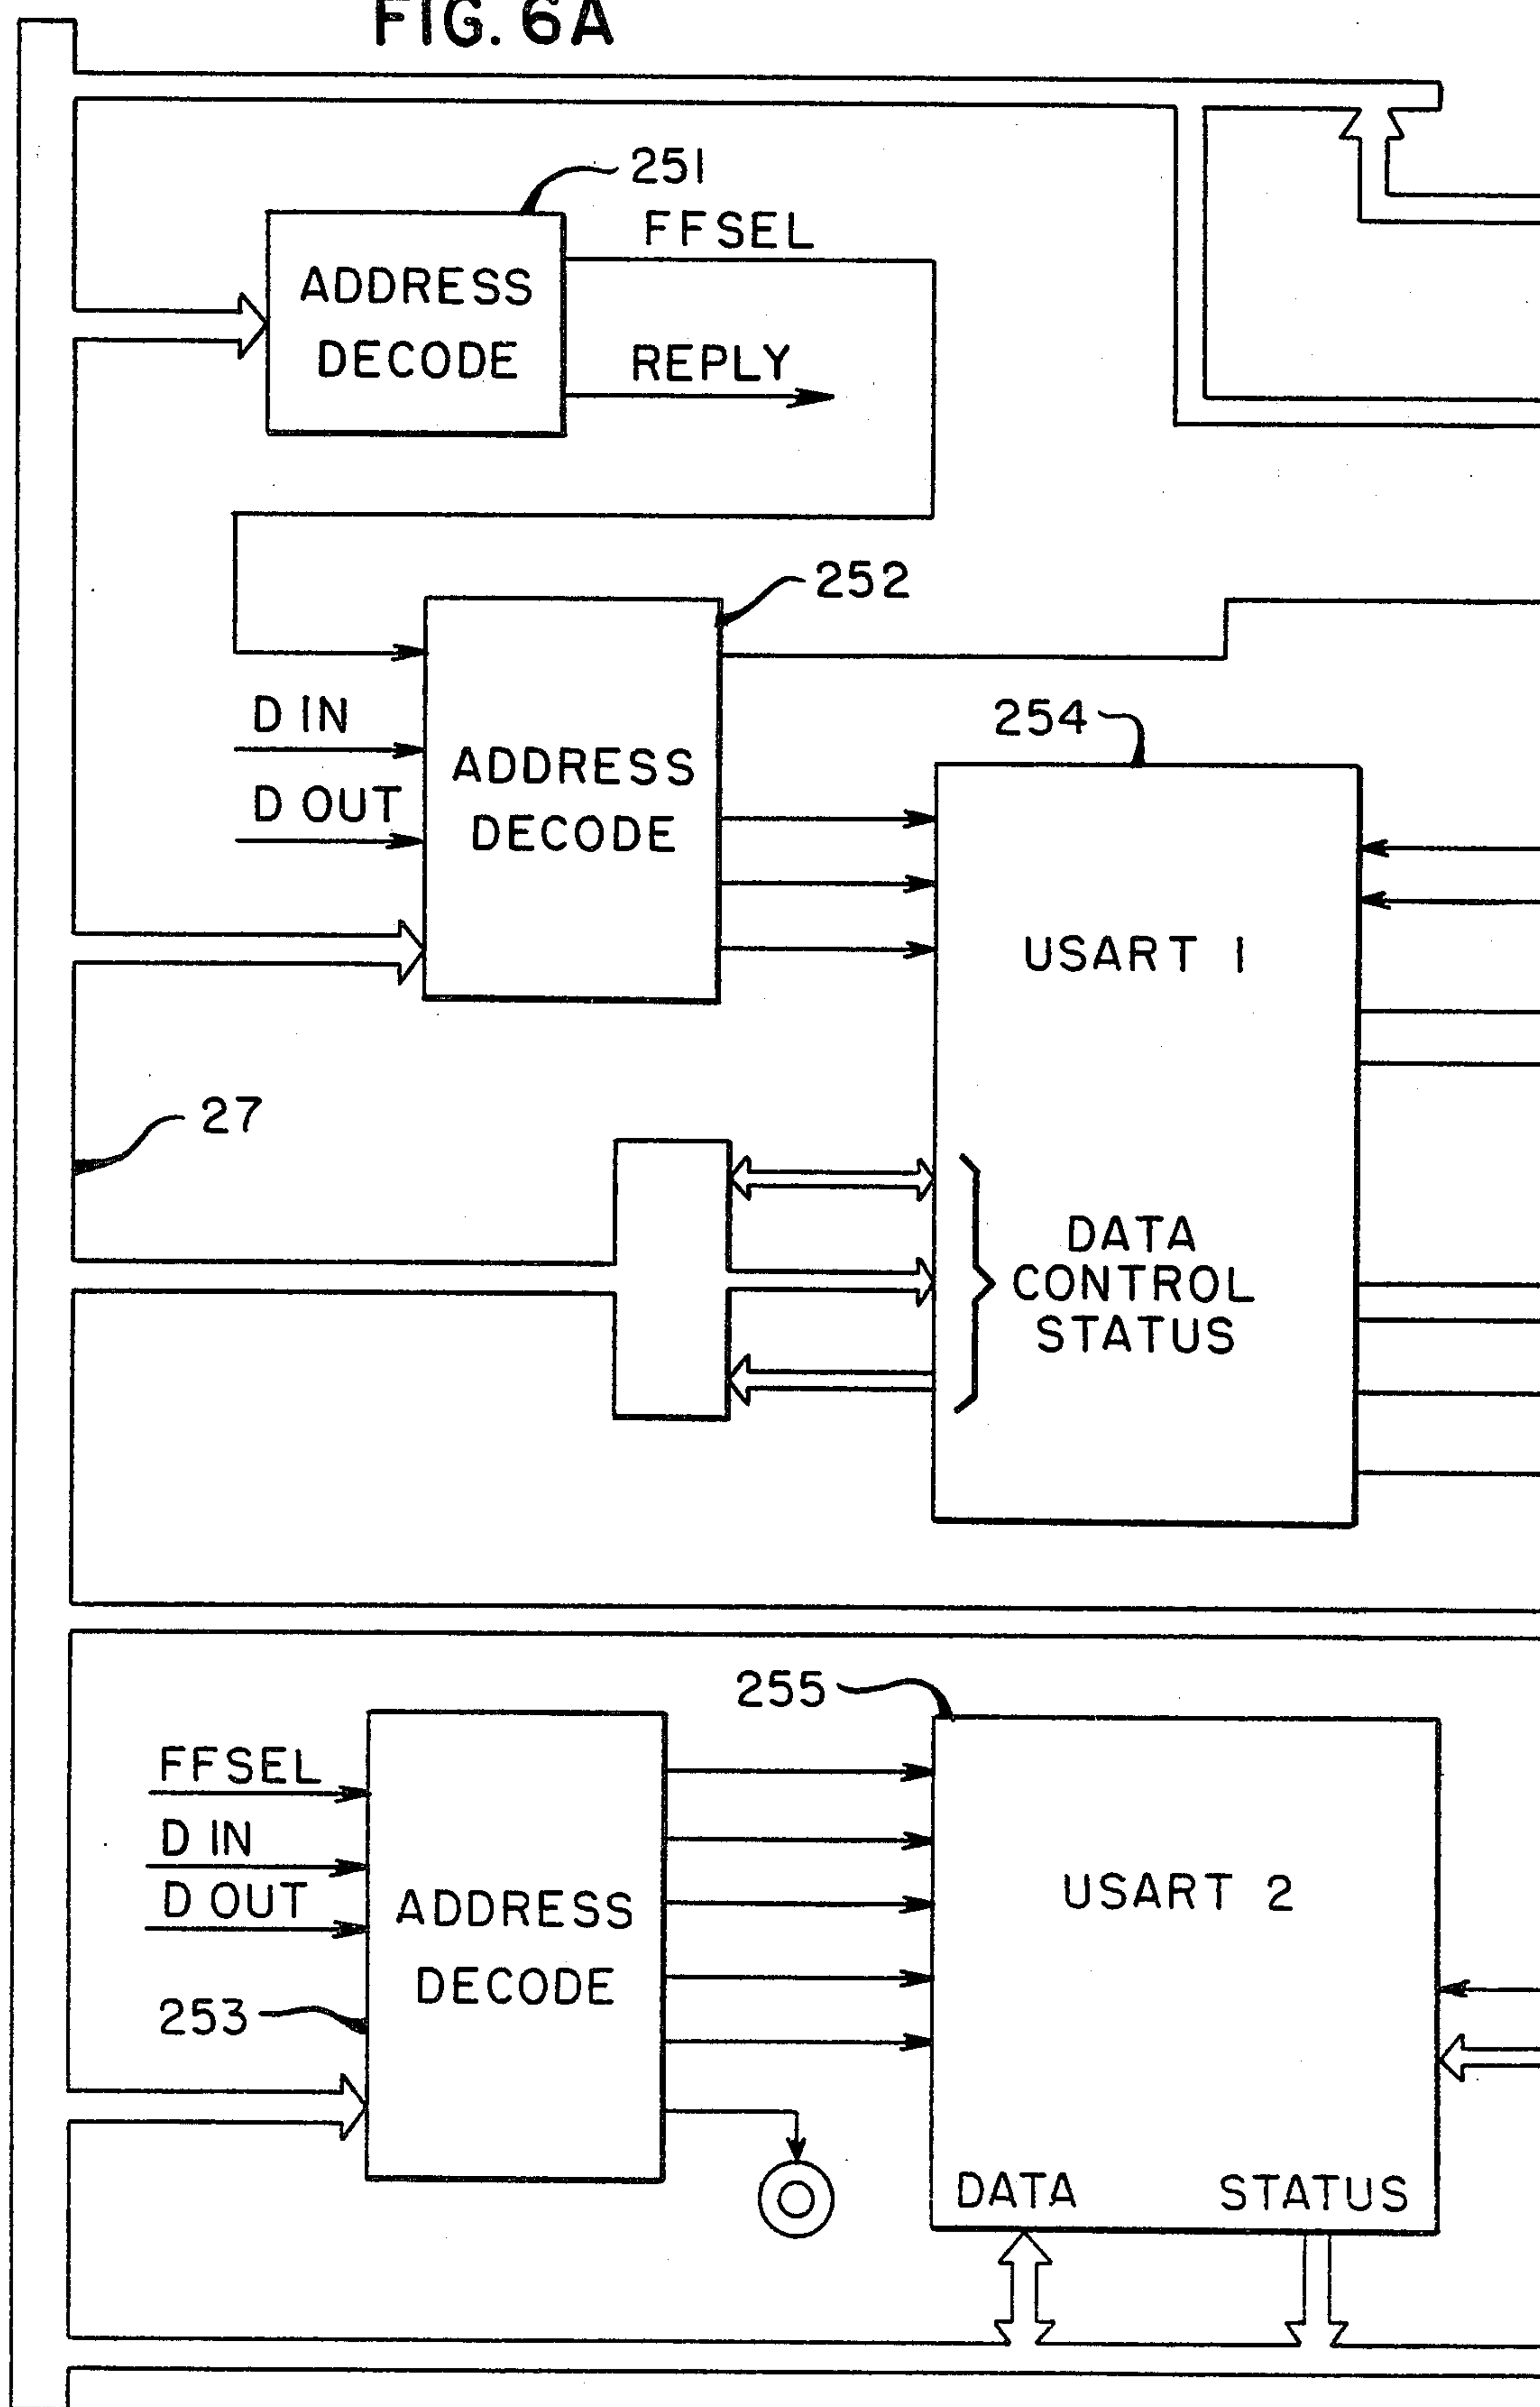 FIG. 6A
251
FFSEL
ADDRESS
DECODE
REPLY
252
D IN
D OUT
ADDRESS
DECODE
254
USART 1
27
DATA
CONTROL
STATUS
255
FFSEL
D IN
D OUT
ADDRESS
DECODE
253
USART 2
DATA
STATUS